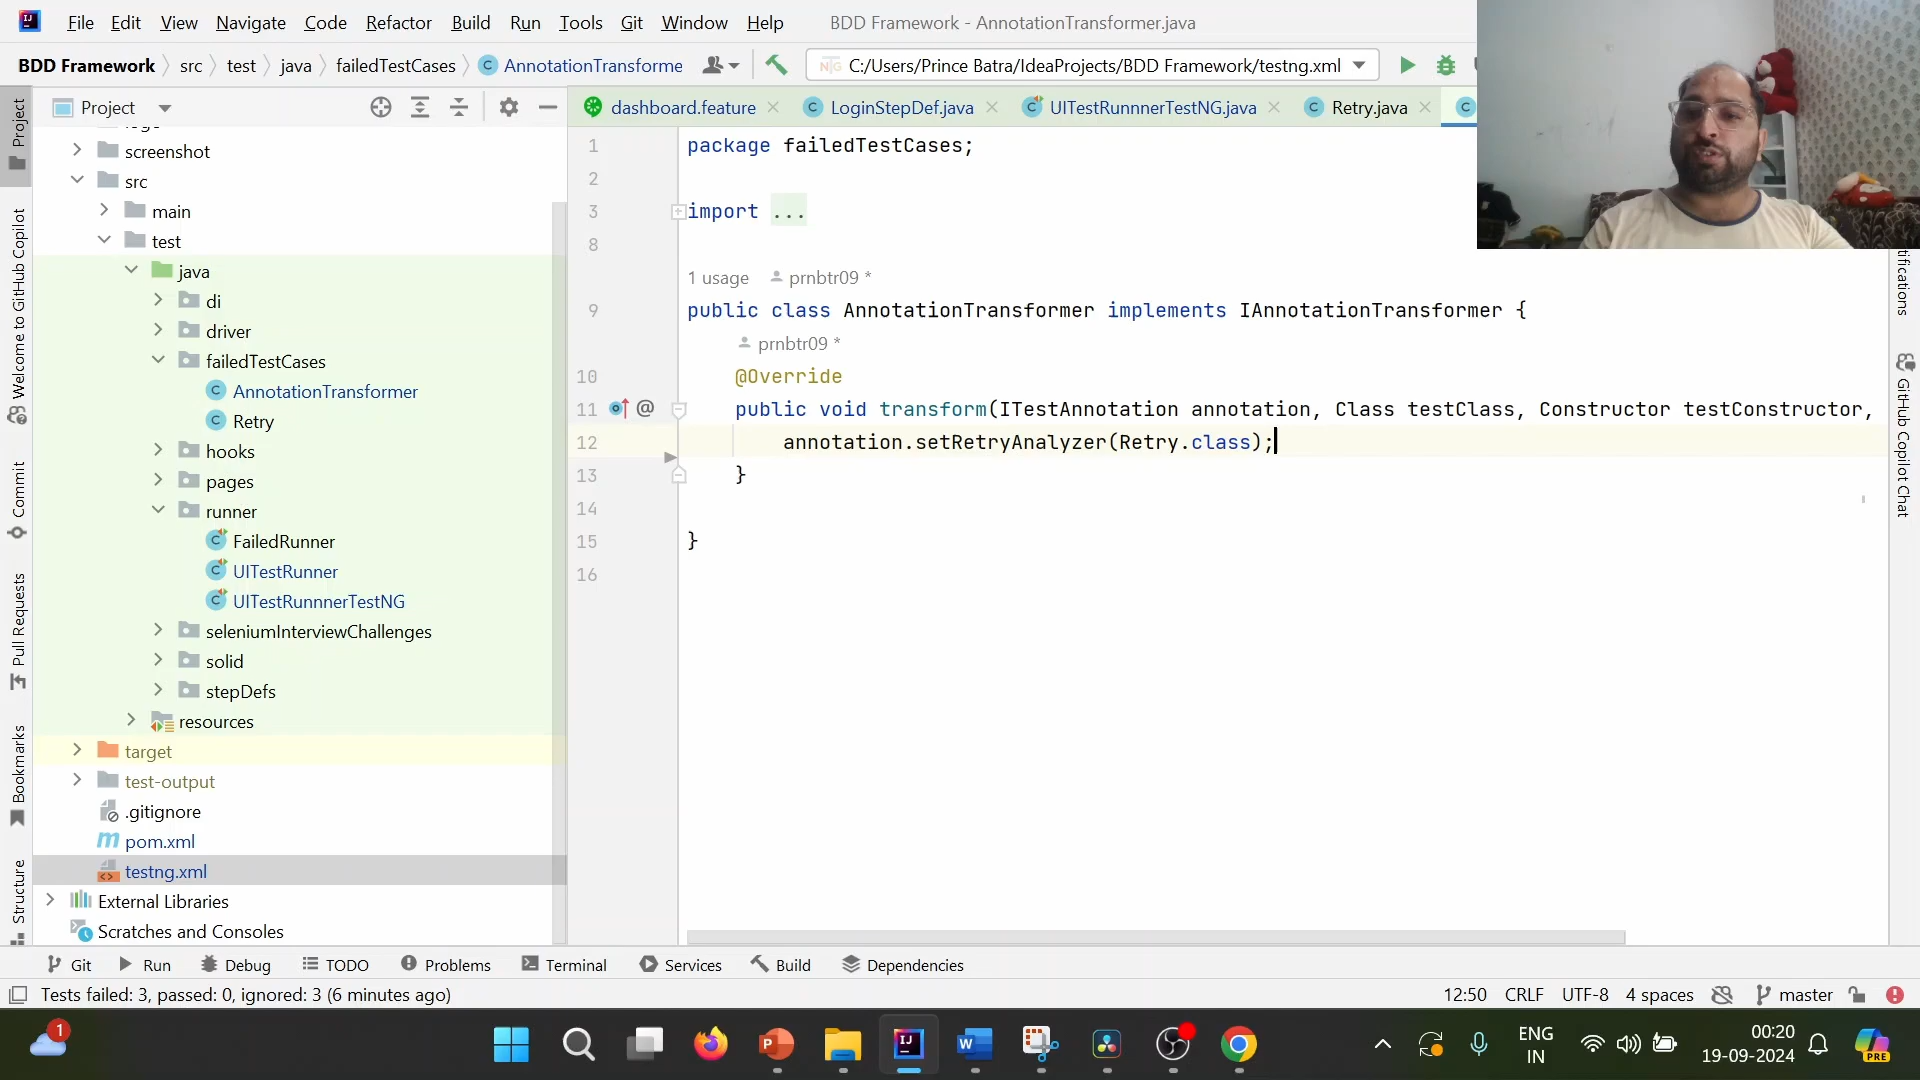 File Edit View Navigate Code Refactor Build Run Tools Git Window Help BDD Framework - AnnotationTransformer.java
BDD Framework src test java failedTestCases AnnotationTransforme C:/Users/Prince Batra/IdeaProjects/BDD Framework/testng.xml
Project
dashboard.feature LoginStepDef.java UITestRunnnerTestNG.java Retry.java
screenshot
src
main
test
java
di
driver
failedTestCases
AnnotationTransformer
Retry
hooks
pages
runner
FailedRunner
UITestRunner
UITestRunnnerTestNG
seleniumInterviewChallenges
solid
stepDefs
resources
target
test-output
.gitignore
pom.xml
testng.xml
External Libraries
Scratches and Consoles
1 package failedTestCases;
2
3 import ...
8
1 usage prnbtr09 *
9 public class AnnotationTransformer implements IAnnotationTransformer {
prnbtr09 *
10 @Override
11 public void transform(ITestAnnotation annotation, Class testClass, Constructor testConstructor,
12 annotation.setRetryAnalyzer(Retry.class);
13 }
14
15 }
16
Project
Welcome to GitHub Copilot
Commit
Pull Requests
Bookmarks
Structure
tifications
GitHub Copilot Chat
Git Run Debug TODO Problems Terminal Services Build Dependencies
Tests failed: 3, passed: 0, ignored: 3 (6 minutes ago) 12:50 CRLF UTF-8 4 spaces master
1
ENG
IN
00:20
19-09-2024
PRE